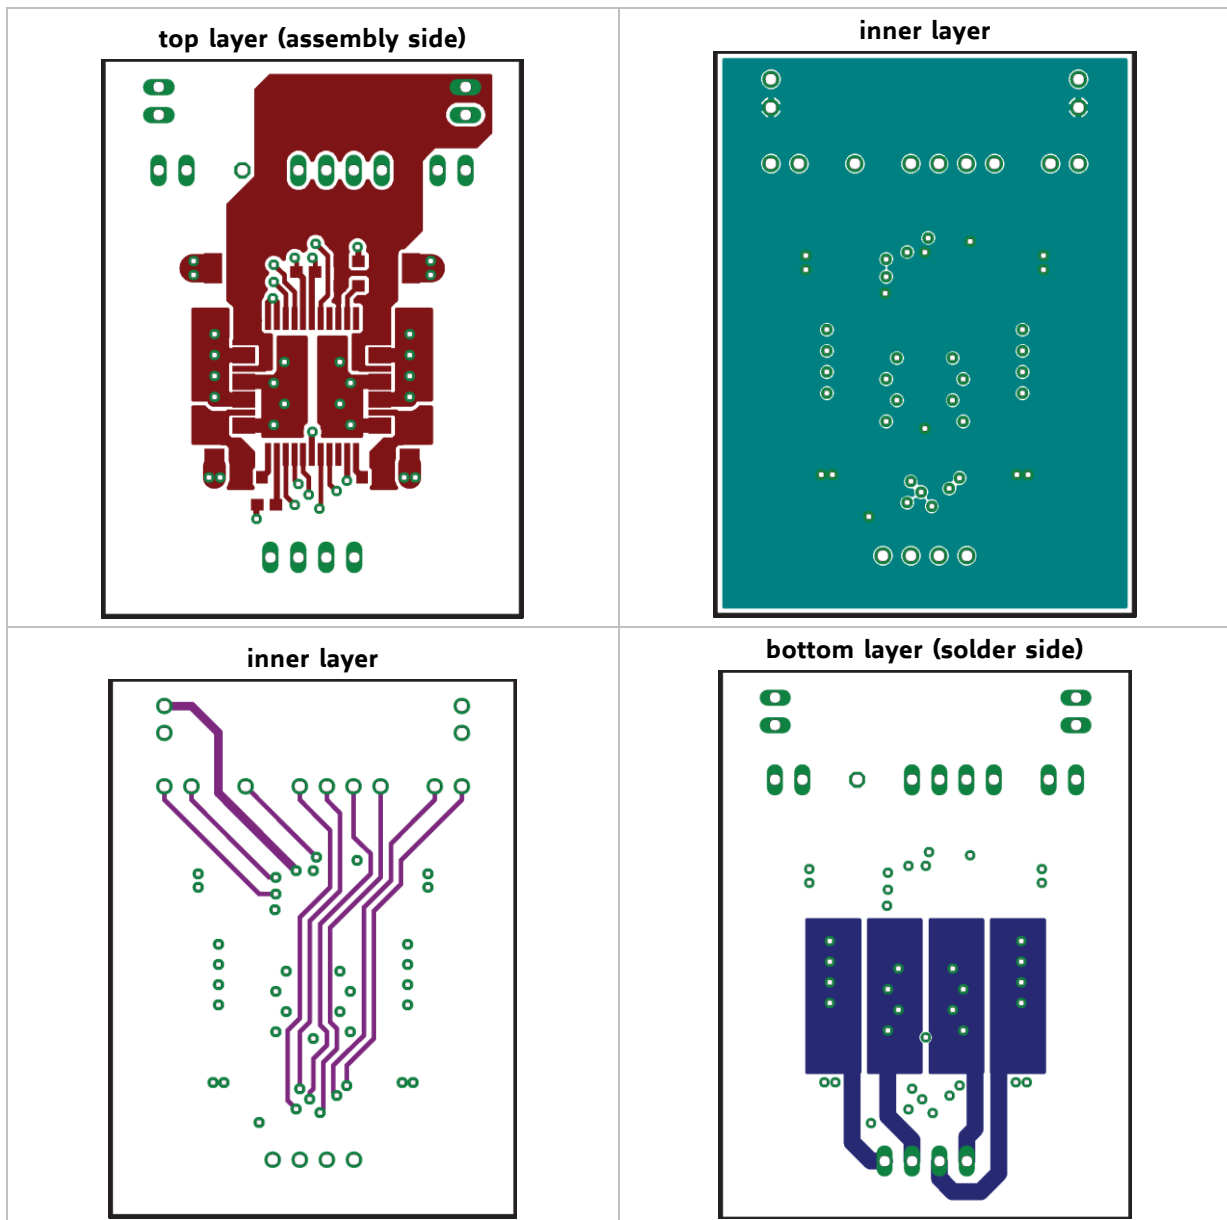 top layer (assembly side)
inner layer
inner layer
bottom layer (solder side)